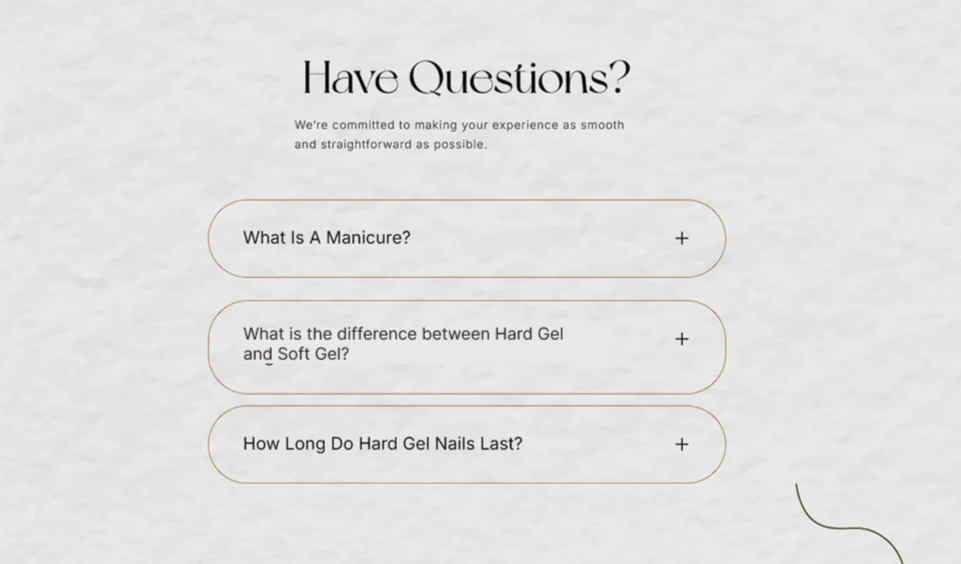 Have Questions?
We're committed to making your experience as smooth
and straightforward as possible.
What Is A Manicure?
What is the difference between Hard Gel
and Soft Gel?
How Long Do Hard Gel Nails Last?